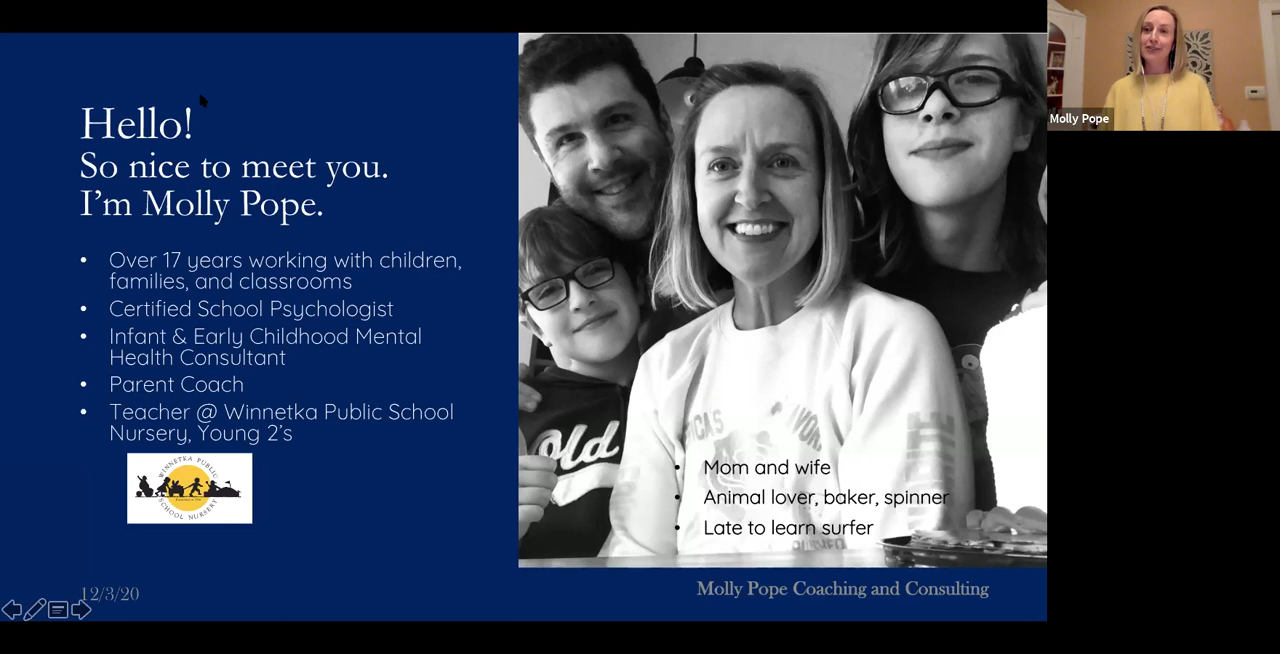 Hello!
So nice to meet you.
I’m Molly Pope.
• Over 17 years working with children,
families, and classrooms
• Certified School Psychologist
• Infant & Early Childhood Mental
Health Consultant
• Parent Coach
• Teacher @ Winnetka Public School
Nursery, Young 2’s
WINNETKA PUBLIC
SCHOOL NURSERY
Old
• Mom and wife
• Animal lover, baker, spinner
• Late to learn surfer
12/3/20
Molly Pope Coaching and Consulting
Molly Pope